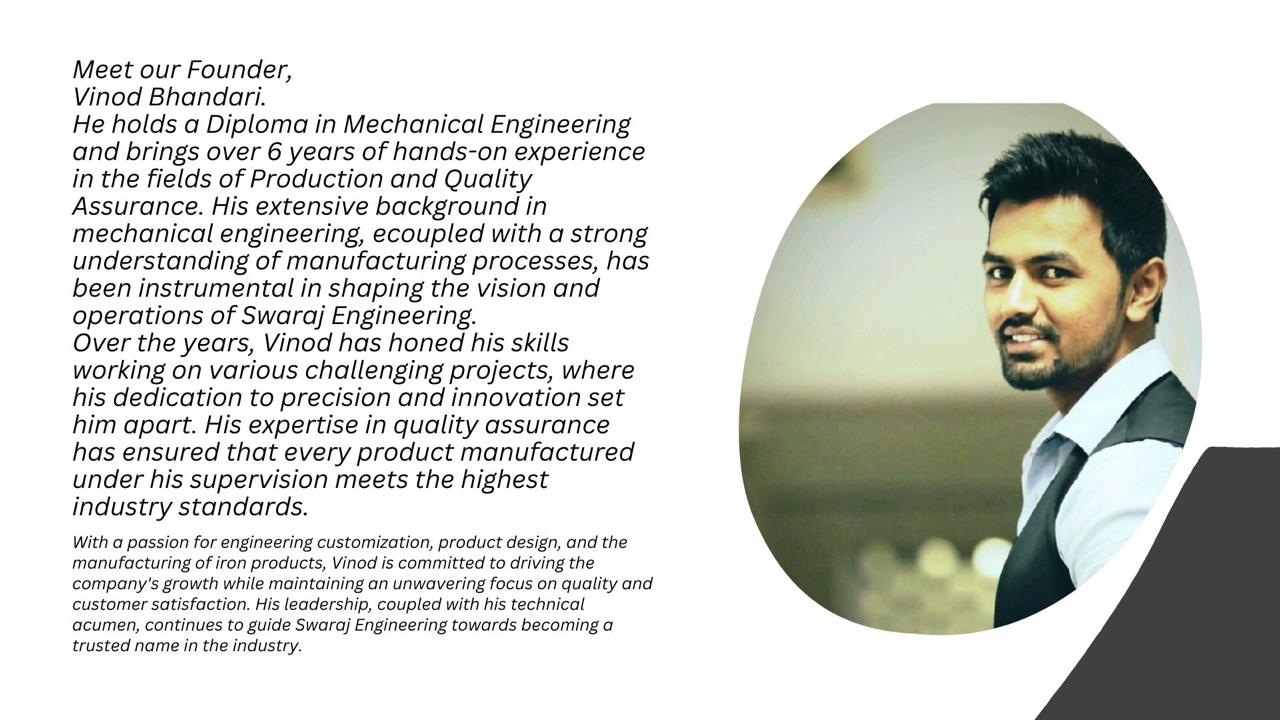 Meet our Founder,
Vinod Bhandari.
He holds a Diploma in Mechanical Engineering
and brings over 6 years of hands-on experience
in the fields of Production and Quality
Assurance. His extensive background in
mechanical engineering, ecoupled with a strong
understanding of manufacturing processes, has
been instrumental in shaping the vision and
operations of Swaraj Engineering.
Over the years, Vinod has honed his skills
working on various challenging projects, where
his dedication to precision and innovation set
him apart. His expertise in quality assurance
has ensured that every product manufactured
under his supervision meets the highest
industry standards.
With a passion for engineering customization, product design, and the
manufacturing of iron products, Vinod is committed to driving the
company's growth while maintaining an unwavering focus on quality and
customer satisfaction. His leadership, coupled with his technical
acumen, continues to guide Swaraj Engineering towards becoming a
trusted name in the industry.